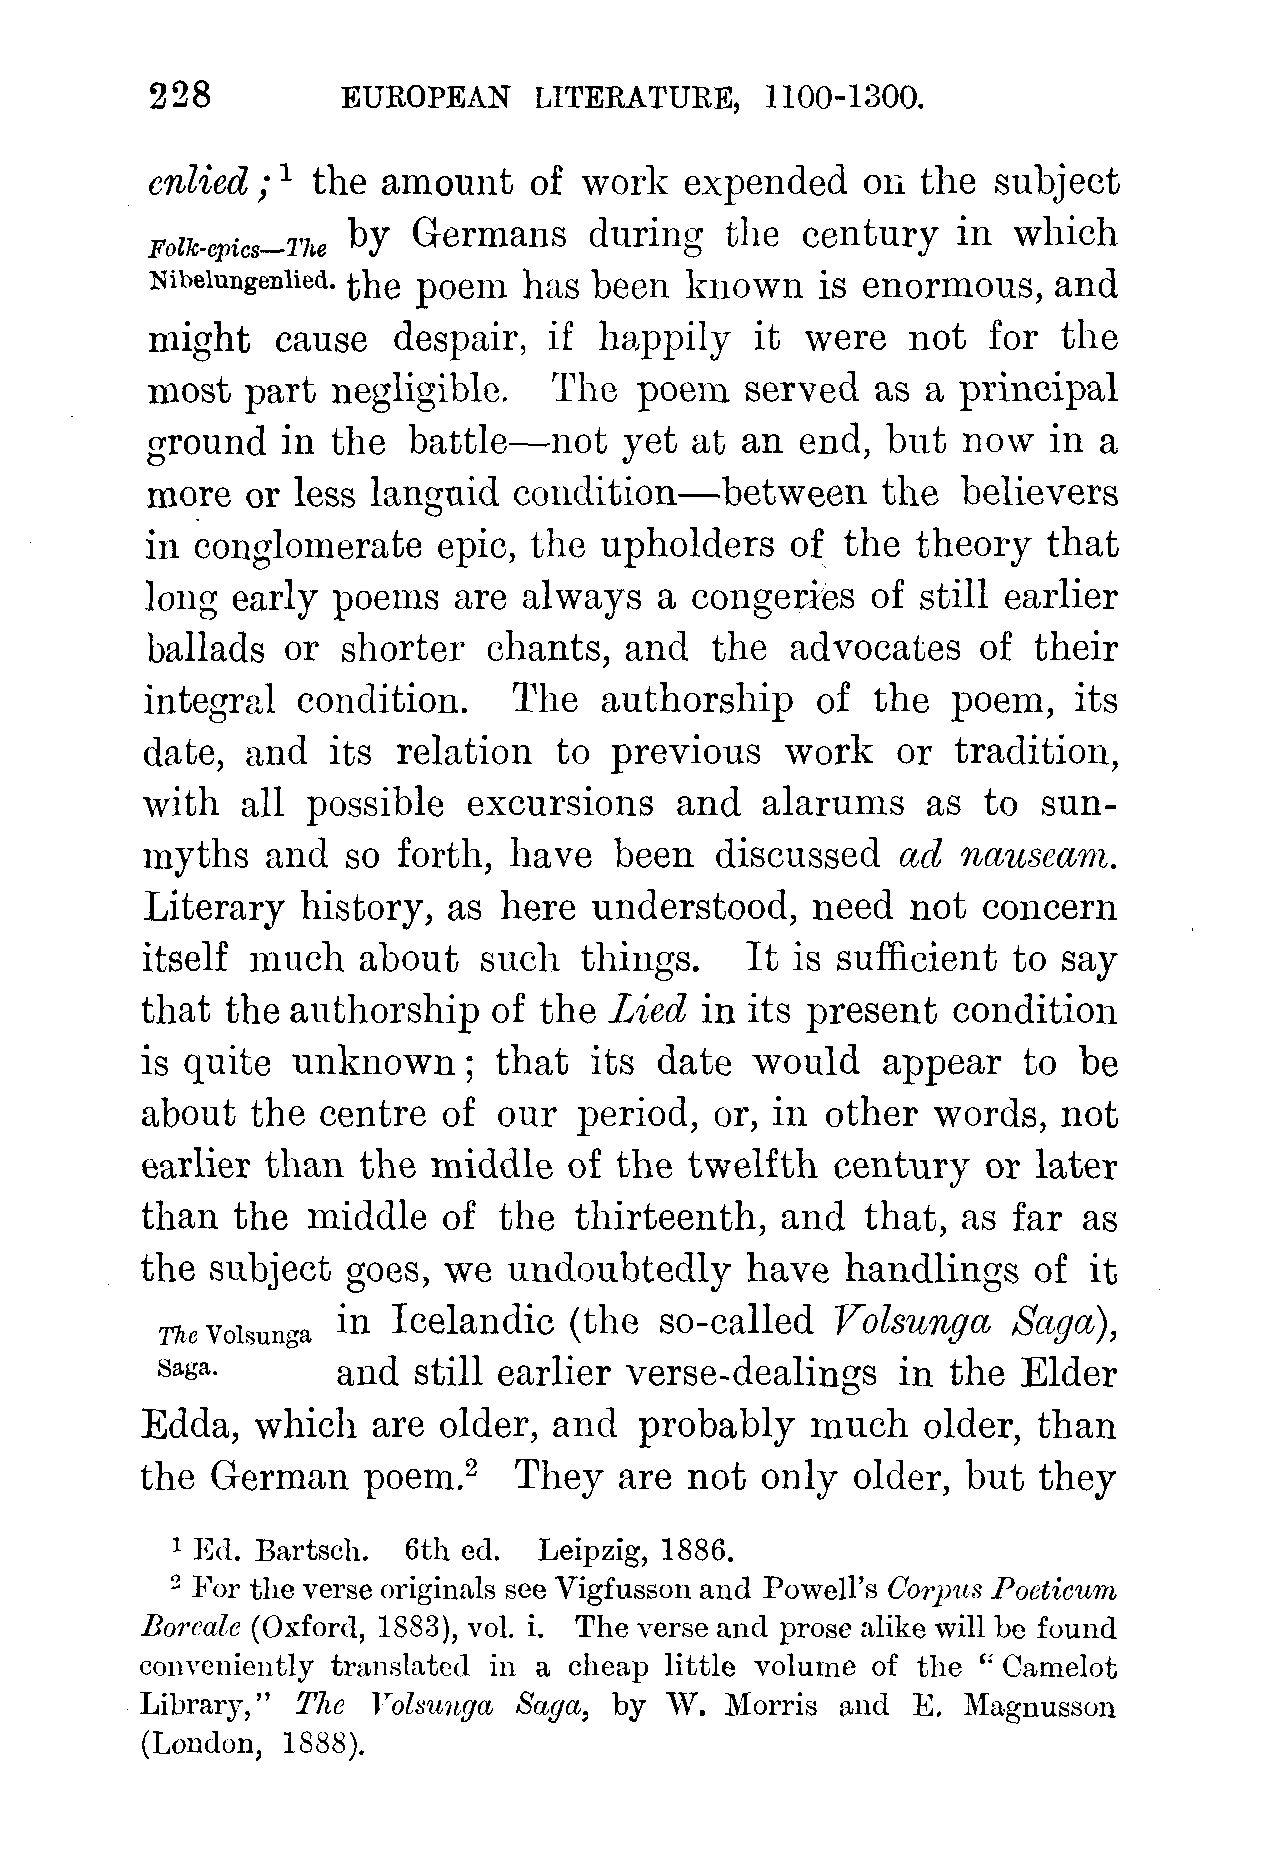 228 EUROPEAN LITERATURE, 1100-1300.
enlied;¹ the amount of work expended on the subject
Folk-epics—The by Germans during the century in which
Nibelungenlied. the poem has been known is enormous, and
might cause despair, if happily it were not for the
most part negligible. The poem served as a principal
ground in the battle—not yet at an end, but now in a
more or less languid condition—between the believers
in conglomerate epic, the upholders of the theory that
long early poems are always a congeries of still earlier
ballads or shorter chants, and the advocates of their
integral condition. The authorship of the poem, its
date, and its relation to previous work or tradition,
with all possible excursions and alarums as to sun-
myths and so forth, have been discussed ad nauseam.
Literary history, as here understood, need not concern
itself much about such things. It is sufficient to say
that the authorship of the Lied in its present condition
is quite unknown; that its date would appear to be
about the centre of our period, or, in other words, not
earlier than the middle of the twelfth century or later
than the middle of the thirteenth, and that, as far as
the subject goes, we undoubtedly have handlings of it
The Volsunga in Icelandic (the so-called Volsunga Saga),
Saga. and still earlier verse-dealings in the Elder
Edda, which are older, and probably much older, than
the German poem.² They are not only older, but they
¹ Ed. Bartsch. 6th ed. Leipzig, 1886.
² For the verse originals see Vigfusson and Powell's Corpus Poeticum
Boreale (Oxford, 1883), vol. i. The verse and prose alike will be found
conveniently translated in a cheap little volume of the "Camelot
Library," The Volsunga Saga, by W. Morris and E. Magnusson
(London, 1888).